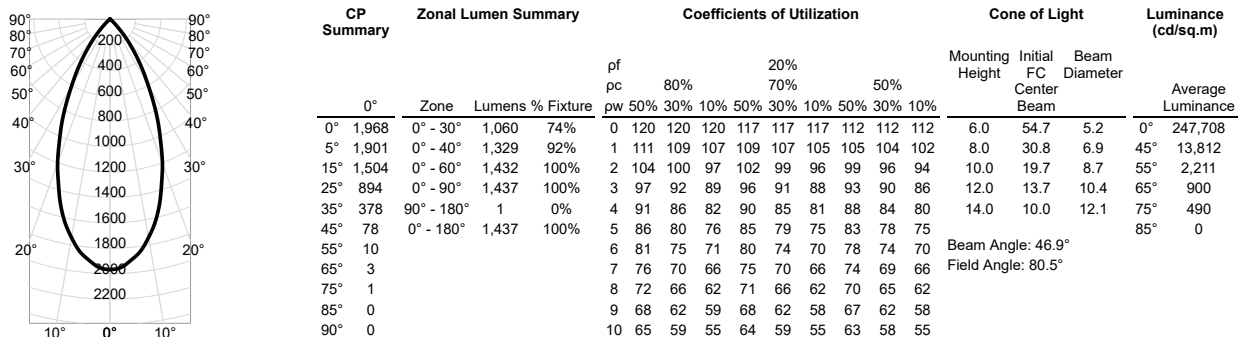 90° 90°
80° 200 80°
70° 70°
60° 400 60°
50° 600 50°
40° 800 40°
1000
30° 1200 30°
1400
1600
20° 1800 20°
2000
2200
10° 0° 10°
CP Summary
0°
0° 1,968
5° 1,901
15° 1,504
25° 894
35° 378
45° 78
55° 10
65° 3
75° 1
85° 0
90° 0
Zonal Lumen Summary
Zone Lumens % Fixture
0° - 30° 1,060 74%
0° - 40° 1,329 92%
0° - 60° 1,432 100%
0° - 90° 1,437 100%
90° - 180° 1 0%
0° - 180° 1,437 100%
Coefficients of Utilization
ρf 20%
ρc 80% 70% 50%
ρw 50% 30% 10% 50% 30% 10% 50% 30% 10%
0 120 120 120 117 117 117 112 112 112
1 111 109 107 109 107 105 105 104 102
2 104 100 97 102 99 96 99 96 94
3 97 92 89 96 91 88 93 90 86
4 91 86 82 90 85 81 88 84 80
5 86 80 76 85 79 75 83 78 75
6 81 75 71 80 74 70 78 74 70
7 76 70 66 75 70 66 74 69 66
8 72 66 62 71 66 62 70 65 62
9 68 62 59 68 62 58 67 62 58
10 65 59 55 64 59 55 63 58 55
Cone of Light
Mounting Height Initial FC Center Beam Beam Diameter
6.0 54.7 5.2
8.0 30.8 6.9
10.0 19.7 8.7
12.0 13.7 10.4
14.0 10.0 12.1
Beam Angle: 46.9°
Field Angle: 80.5°
Luminance
(cd/sq.m)
Average
Luminance
0° 247,708
45° 13,812
55° 2,211
65° 900
75° 490
85° 0